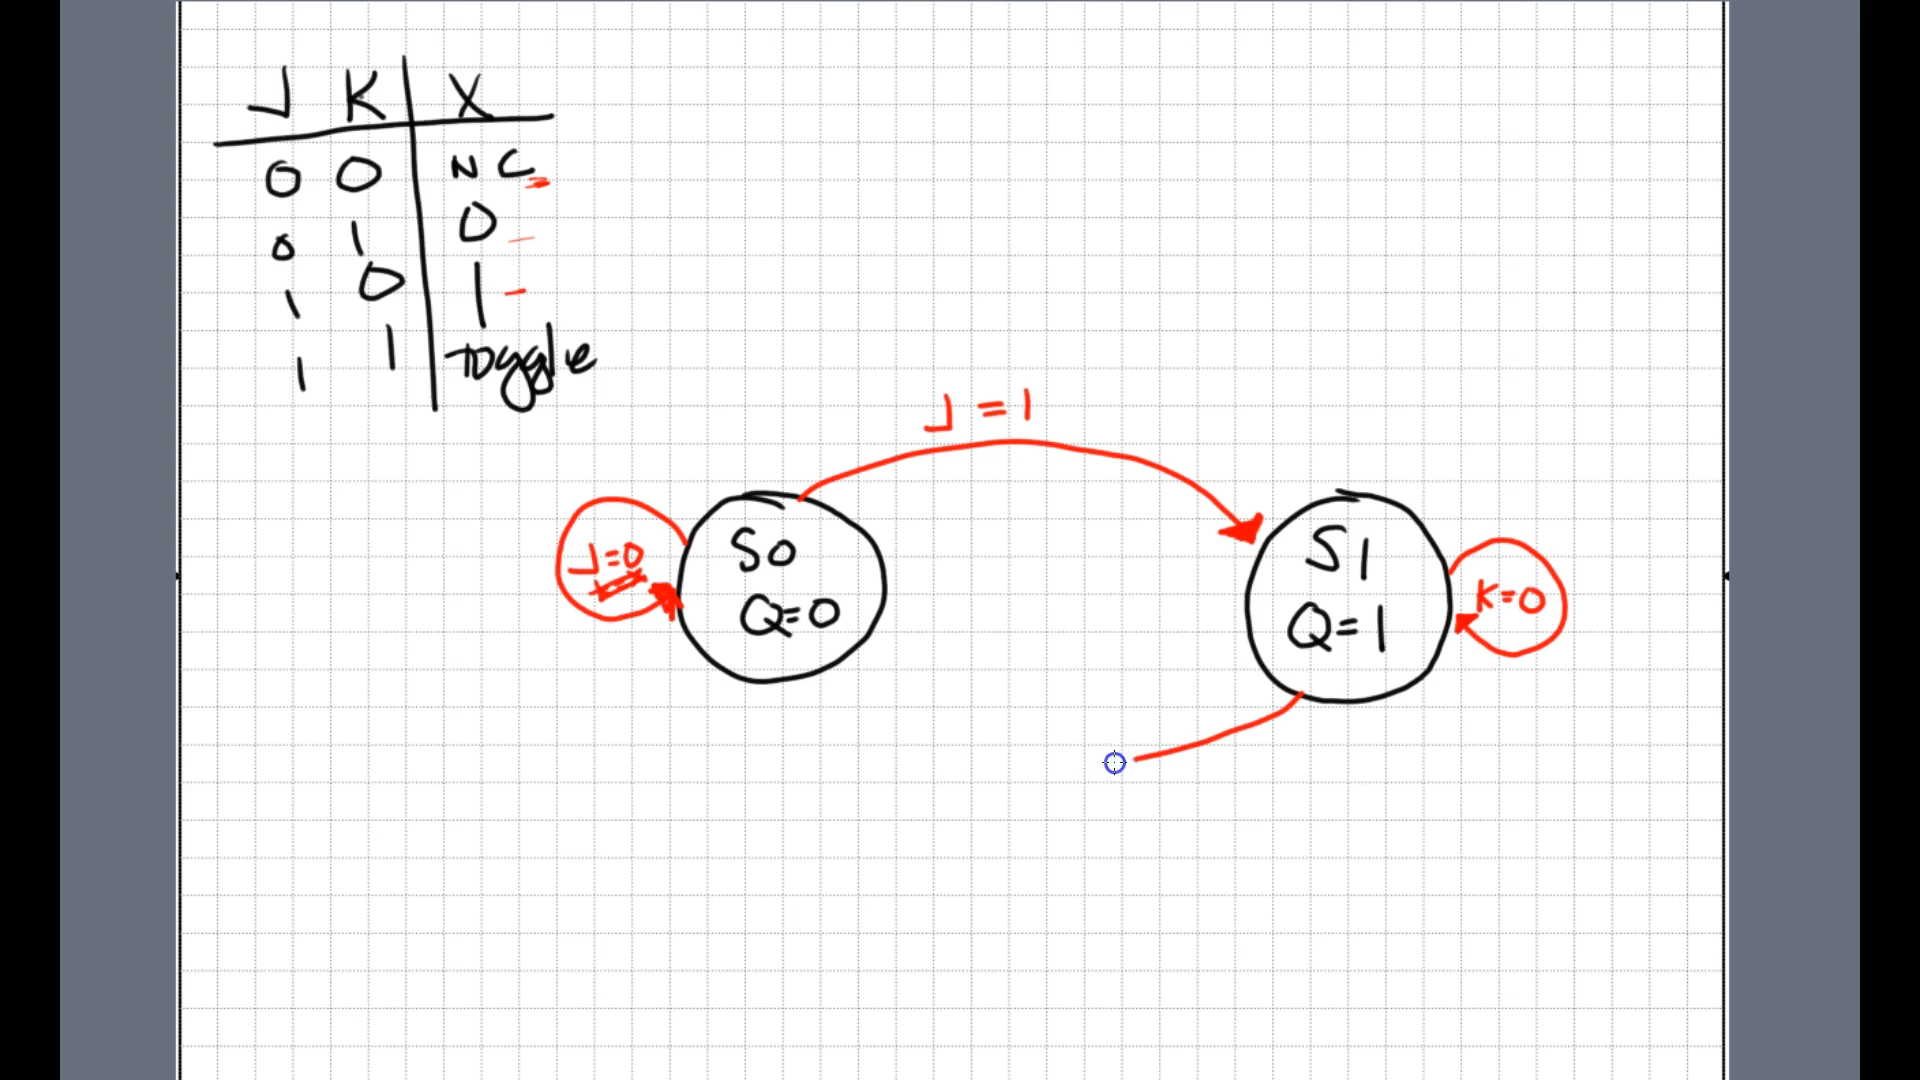 J K X
0 0 NC
0 1 0
1 0 1
1 1 toggle
J = 1
J=0
S0
Q=0
S1
Q=1
K=0